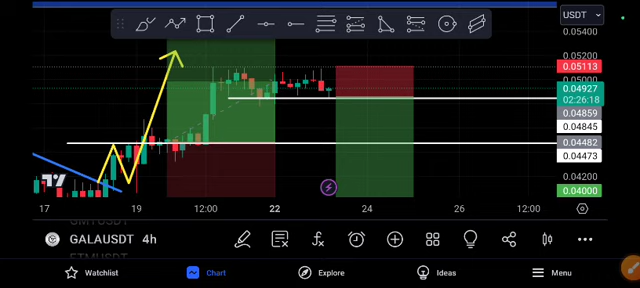 USDT
0.05400
0.05200
0.05113
0.04927
02:26:18
0.04859
0.04845
0.04482
0.04473
0.04200
0.04000
17
19
12:00
22
24
26
12:00
GALAUSDT 4h
Watchlist
Chart
Explore
Ideas
Menu